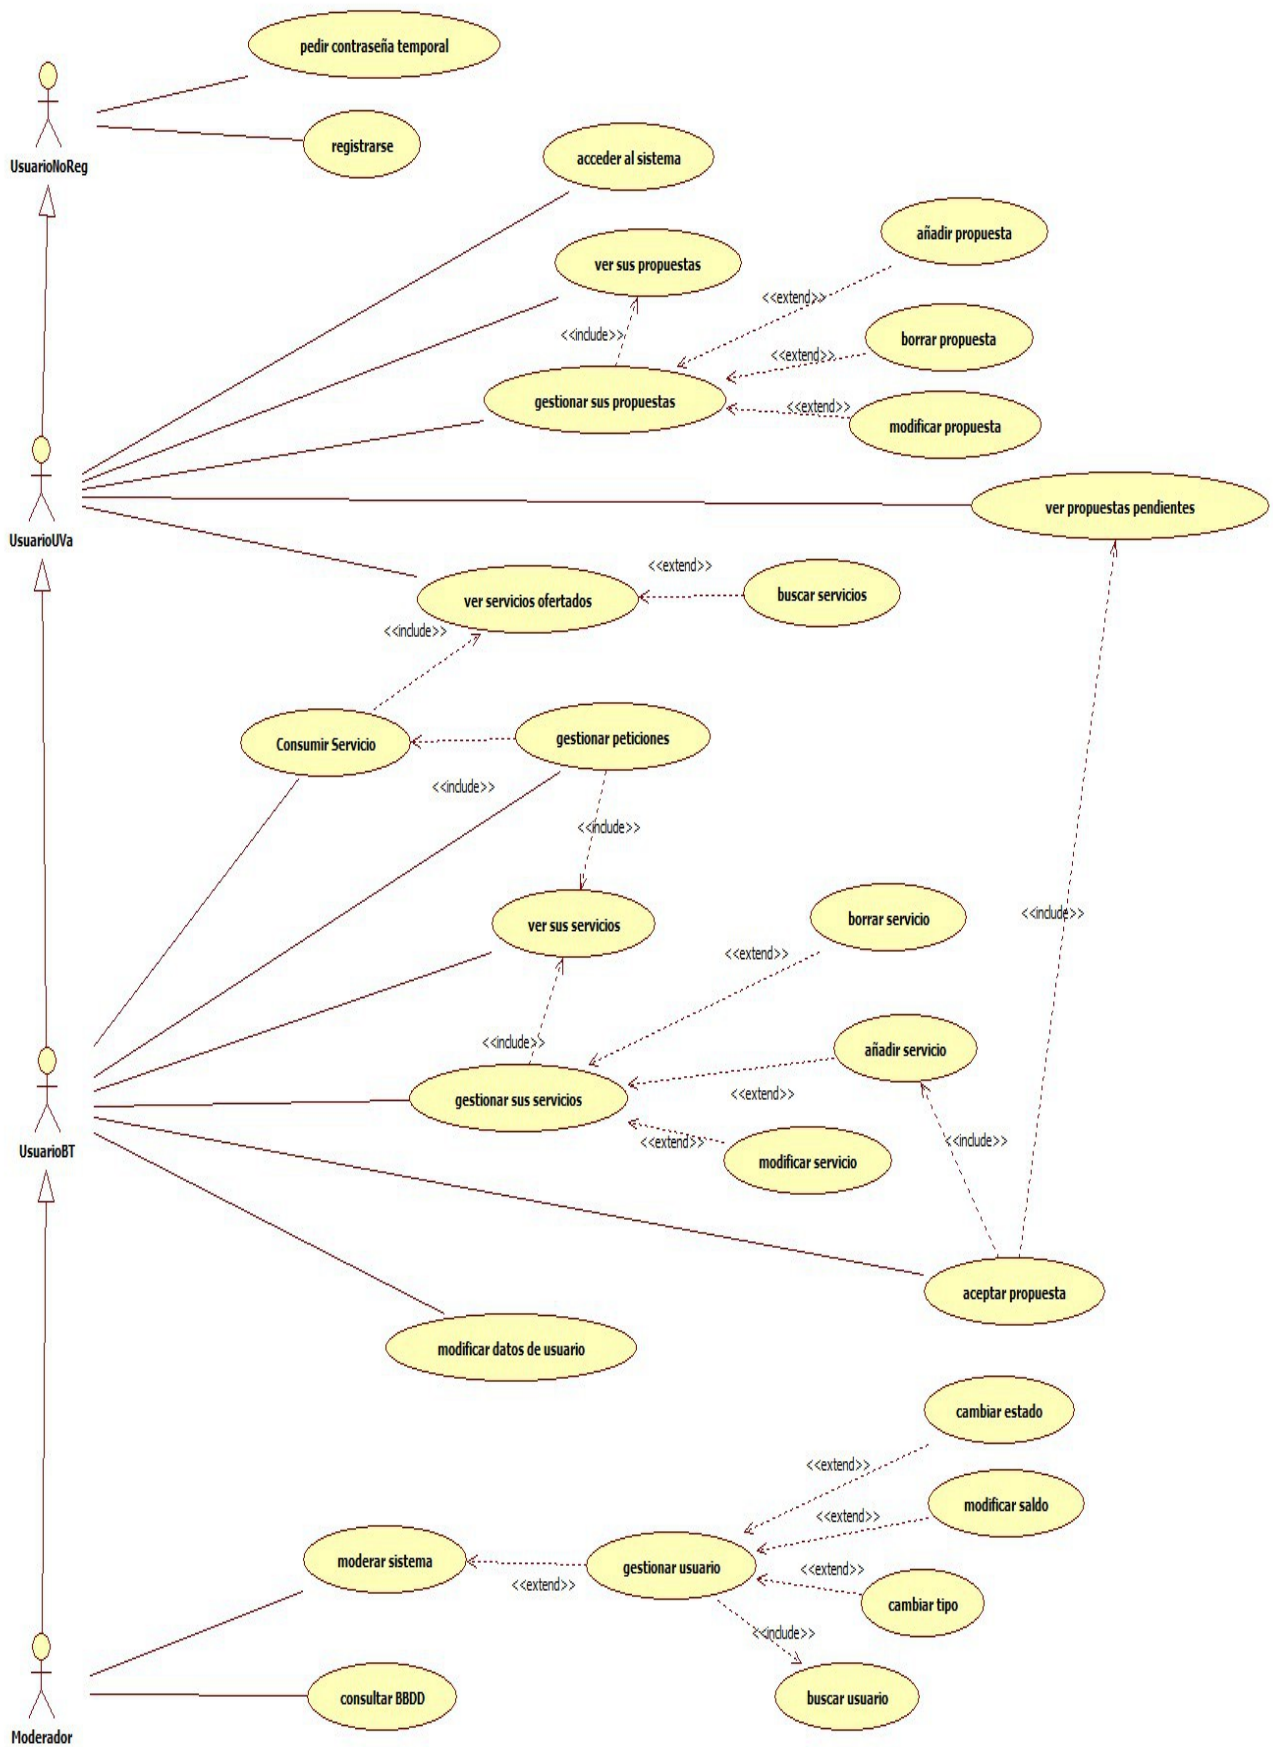 pedir contraseña temporal
UsuarioNoReg
registrarse
acceder al sistema
añadir propuesta
ver sus propuestas
<<extend>>
<<include>>
borrar propuesta
<<extend>>
gestionar sus propuestas
<<extend>>
modificar propuesta
ver propuestas pendientes
UsuarioUVa
<<extend>>
ver servicios ofertados
buscar servicios
<<include>>
Consumir Servicio
gestionar peticiones
<<include>>
<<include>>
ver sus servicios
borrar servicio
<<include>>
<<extend>>
<<include>>
añadir servicio
gestionar sus servicios
<<extend>>
<<extend>>
<<include>>
UsuarioBT
modificar servicio
aceptar propuesta
modificar datos de usuario
cambiar estado
<<extend>>
modificar saldo
<<extend>>
moderar sistema
gestionar usuario
<<extend>>
<<extend>>
cambiar tipo
<<include>>
consultar BBDD
buscar usuario
Moderador